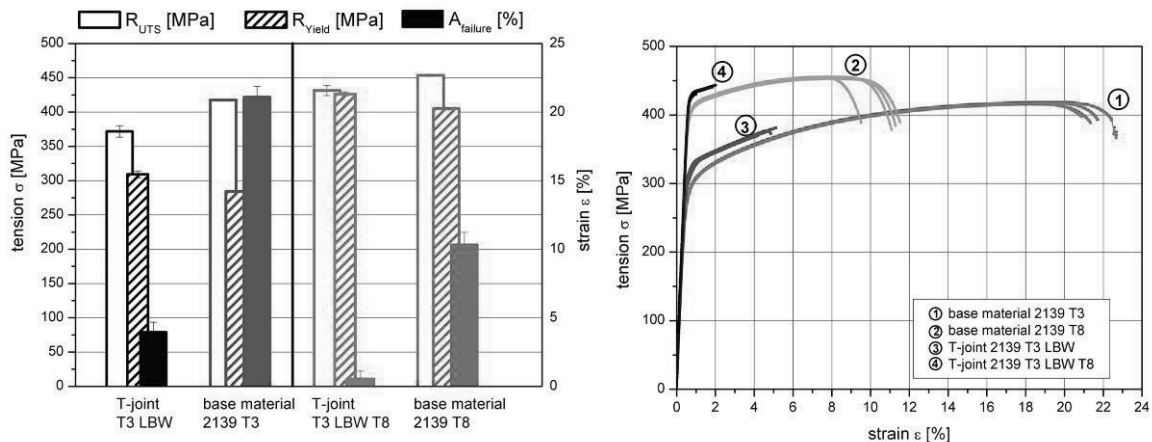 R_UTS [MPa] R_Yield [MPa] A_failure [%]
500
450
400
350
300
250
200
150
100
50
0
tension σ [MPa]
25
20
15
10
5
0
strain ε [%]
T-joint
T3 LBW
base material
2139 T3
T-joint
T3 LBW T8
base material
2139 T8
500
400
300
200
100
0
tension σ [MPa]
4
2
1
3
1 base material 2139 T3
2 base material 2139 T8
3 T-joint 2139 T3 LBW
4 T-joint 2139 T3 LBW T8
0 2 4 6 8 10 12 14 16 18 20 22 24
strain ε [%]